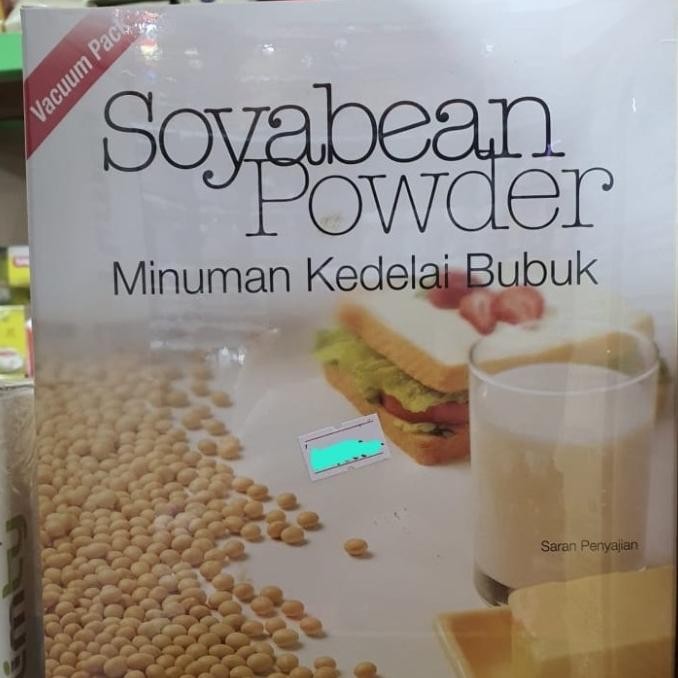 Vacuum Pack
Soyabean
Powder
Minuman Kedelai Bubuk
Saran Penyajian